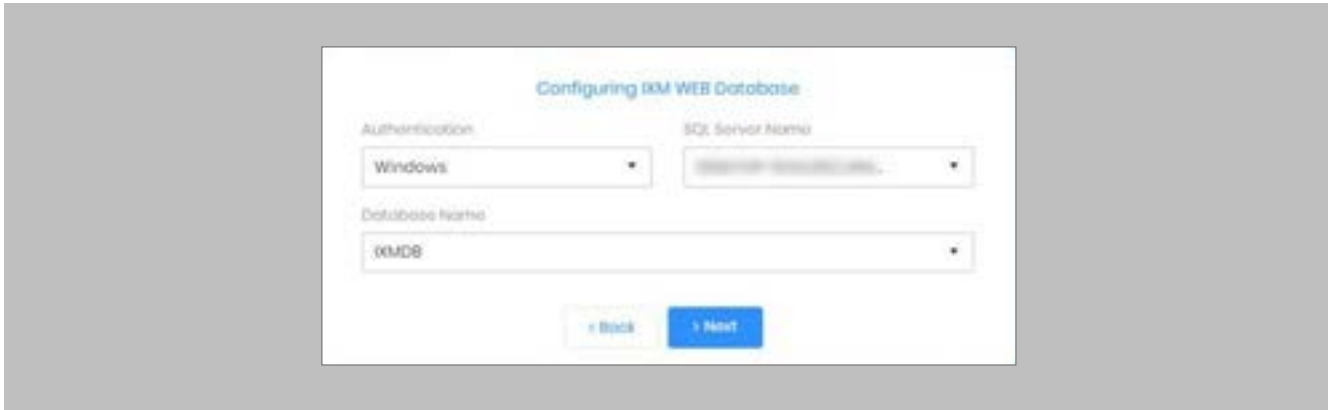 Configuring IXM WEB Database
Authentication
SQL Server Name
Windows
Database Name
IXMDB
‹ Back
› Next